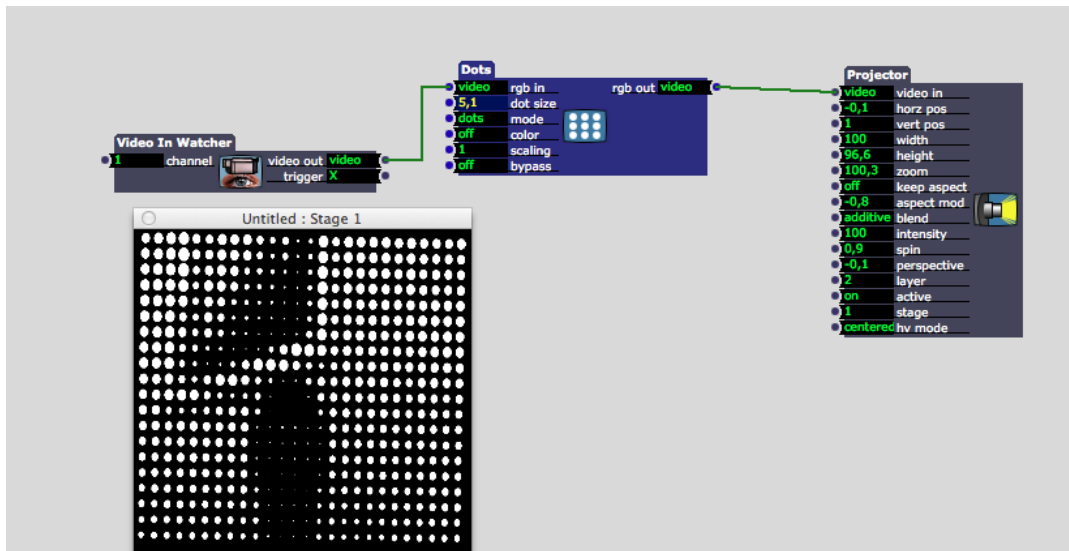 Video In Watcher
1 channel video out video
trigger X
Dots
video rgb in rgb out video
5,1 dot size
dots mode
off color
1 scaling
off bypass
Projector
video video in
-0,1 horz pos
1 vert pos
100 width
96,6 height
100,3 zoom
off keep aspect
-0,8 aspect mod
additive blend
100 intensity
0,9 spin
-0,1 perspective
2 layer
on active
1 stage
centered hv mode
Untitled : Stage 1